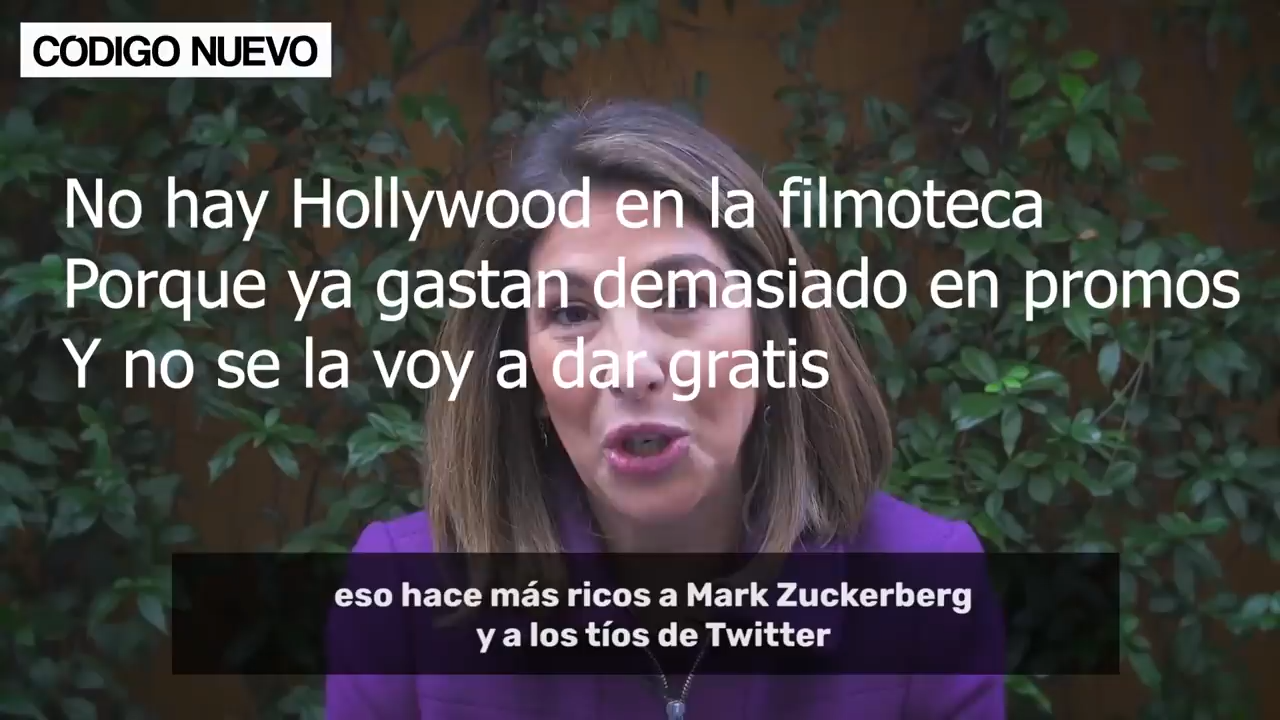 CÓDIGO NUEVO
No hay Hollywood en la filmoteca
Porque ya gastan demasiado en promos
Y no se la voy a dar gratis
eso hace más ricos a Mark Zuckerberg
y a los tíos de Twitter